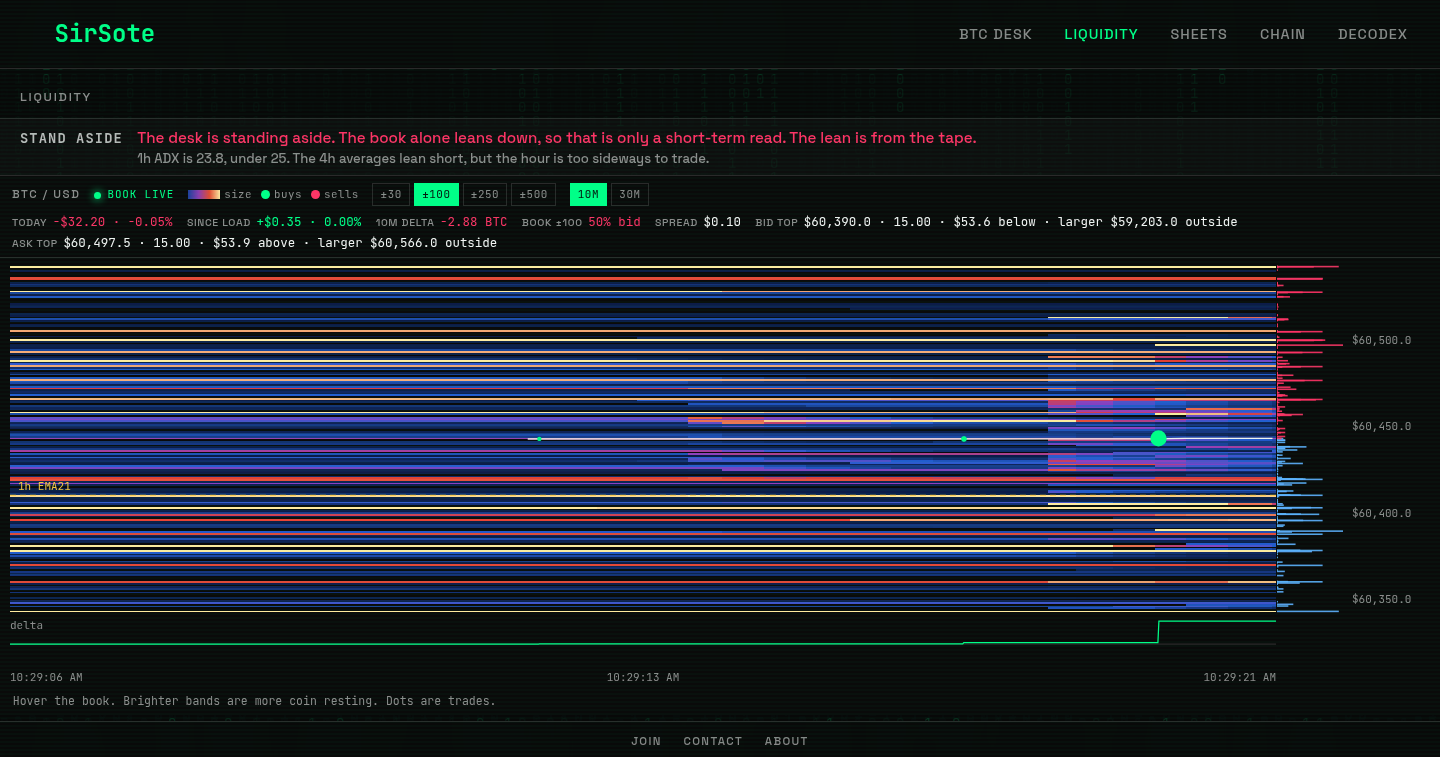 SirSote
BTC DESK LIQUIDITY SHEETS CHAIN DECODEX
LIQUIDITY
STAND ASIDE The desk is standing aside. The book alone leans down, so that is only a short-term read. The lean is from the tape.
1h ADX is 23.8, under 25. The 4h averages lean short, but the hour is too sideways to trade.
BTC / USD BOOK LIVE size buys sells ±30 ±100 ±250 ±500 10M 30M
TODAY -$32.20 · -0.05% SINCE LOAD +$0.35 · 0.00% 10M DELTA -2.88 BTC BOOK ±100 50% bid SPREAD $0.10 BID TOP $60,390.0 · 15.00 · $53.6 below · larger $59,203.0 outside
ASK TOP $60,497.5 · 15.00 · $53.9 above · larger $60,566.0 outside
$60,500.0
$60,450.0
1h EMA21
$60,400.0
$60,350.0
delta
10:29:06 AM 10:29:13 AM 10:29:21 AM
Hover the book. Brighter bands are more coin resting. Dots are trades.
JOIN CONTACT ABOUT